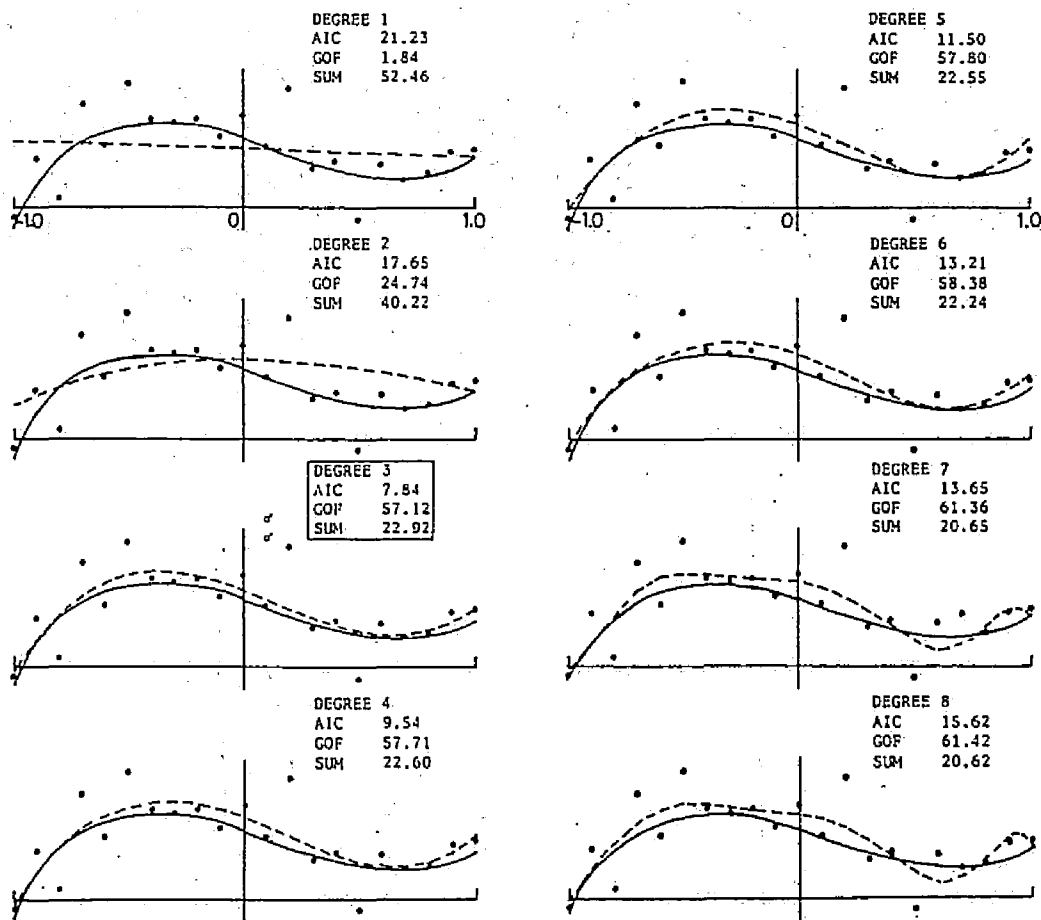 DEGREE 1
AIC 21.23
GOF 1.84
SUM 52.46
-1.0 0 1.0
DEGREE 2
AIC 17.65
GOF 24.74
SUM 40.22
DEGREE 3
AIC 7.84
GOF 57.12
SUM 22.92
DEGREE 4
AIC 9.54
GOF 57.71
SUM 22.60
DEGREE 5
AIC 11.50
GOF 57.80
SUM 22.55
-1.0 0 1.0
DEGREE 6
AIC 13.21
GOF 58.38
SUM 22.24
DEGREE 7
AIC 13.65
GOF 61.36
SUM 20.65
DEGREE 8
AIC 15.62
GOF 61.42
SUM 20.62